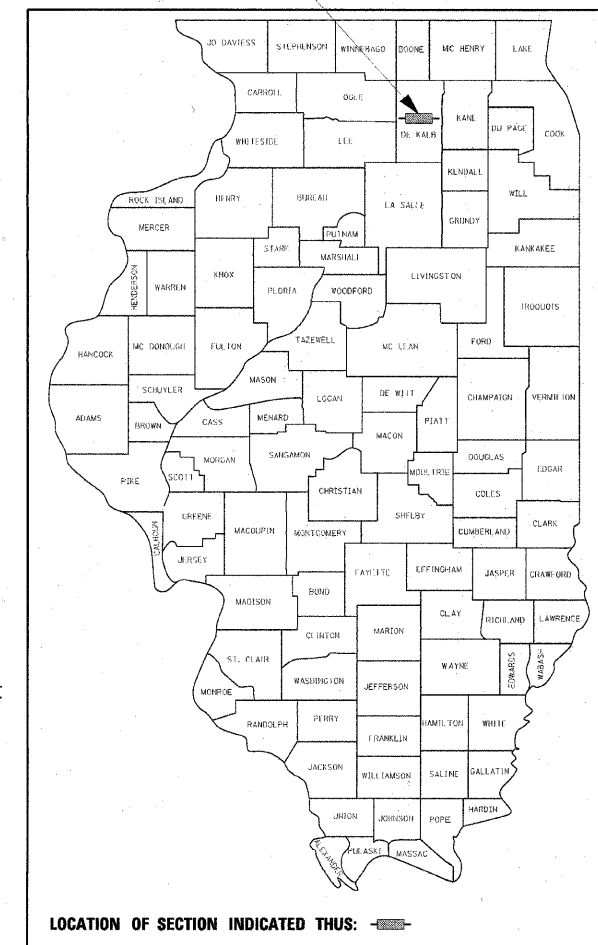 JO DAVIESS STEPHENSON WINNEBAGO BOONE MC HENRY LAKE
CARROLL OGLE KANE
DE KALB DU PAGE COOK
WHITESIDE LEE
KENDALL
ROCK ISLAND HENRY BUREAU LA SALLE WILL
MERCER GRUNDY
PUTNAM
STARK KANKAKEE
MARSHALL
HENDERSON WARREN KNOX LIVINGSTON
PEORIA WOODFORD IROQUOIS
TAZEWELL
HANCOCK MC DONOUGH FULTON MC LEAN FORD
MASON
SCHUYLER LOGAN DE WITT CHAMPAIGN VERMILION
ADAMS BROWN CASS MENARD PIATT
MACON
MORGAN SANGAMON DOUGLAS
PIKE SCOTT MOULTRIE EDGAR
CHRISTIAN COLES
GREENE SHELBY
CALHOUN MACOUPIN MONTGOMERY CUMBERLAND CLARK
JERSEY
FAYETTE EFFINGHAM JASPER CRAWFORD
MADISON BOND
CLAY RICHLAND LAWRENCE
CLINTON MARION
ST. CLAIR WAYNE EDWARDS WABASH
WASHINGTON JEFFERSON
MONROE
RANDOLPH PERRY HAMILTON WHITE
FRANKLIN
JACKSON WILLIAMSON SALINE GALLATIN
UNION JOHNSON POPE HARDIN
ALEXANDER PULASKI MASSAC
LOCATION OF SECTION INDICATED THUS: